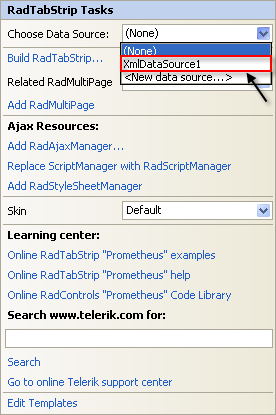 RadTabStrip Tasks
Choose Data Source: (None)
(None)
Build RadTabStrip...
XmlDataSource1
<New data source...>
Related RadMultiPage
Add RadMultiPage
Ajax Resources:
Add RadAjaxManager...
Replace ScriptManager with RadScriptManager
Add RadStyleSheetManager
Skin Default
Learning center:
Online RadTabStrip "Prometheus" examples
Online RadTabStrip "Prometheus" help
Online RadControls "Prometheus" Code Library
Search www.telerik.com for:
Search
Go to online Telerik support center
Edit Templates